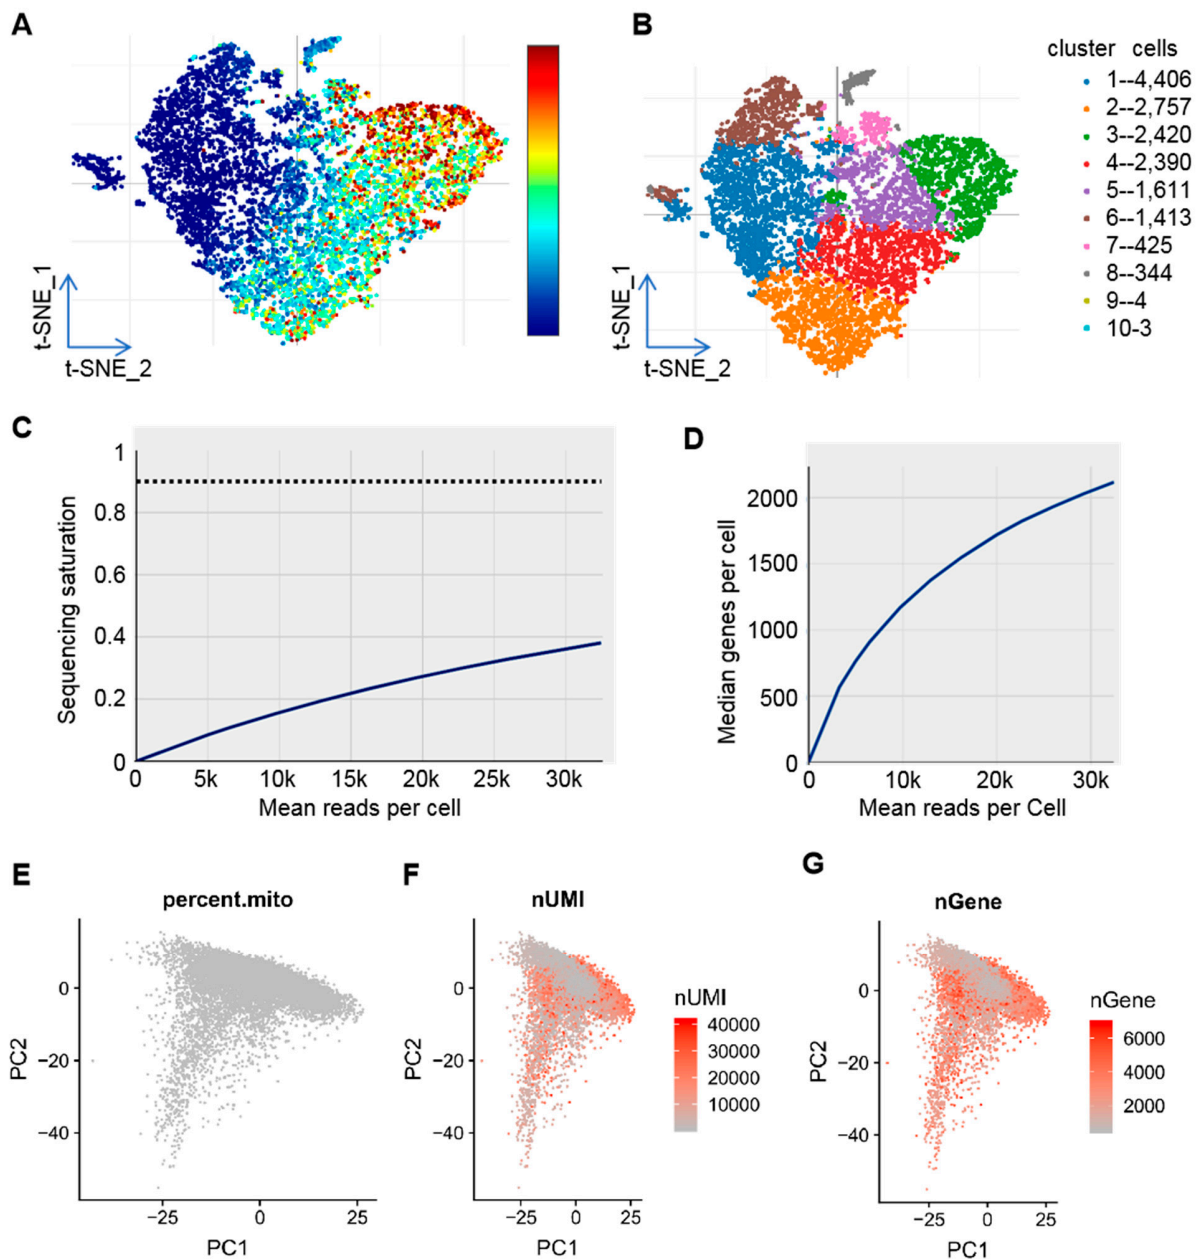 A
t-SNE_1
t-SNE_2
B
t-SNE_1
t-SNE_2
cluster cells
1--4,406
2--2,757
3--2,420
4--2,390
5--1,611
6--1,413
7--425
8--344
9--4
10-3
C
Sequencing saturation
1
0.8
0.6
0.4
0.2
0
0 5k 10k 15k 20k 25k 30k
Mean reads per cell
D
Median genes per cell
2000
1500
1000
500
0
0 10k 20k 30k
Mean reads per Cell
E
percent.mito
PC2
0
−20
−40
−25 0 25
PC1
F
nUMI
PC2
0
−20
−40
−25 0 25
PC1
nUMI
40000
30000
20000
10000
G
nGene
PC2
0
−20
−40
−25 0 25
PC1
nGene
6000
4000
2000